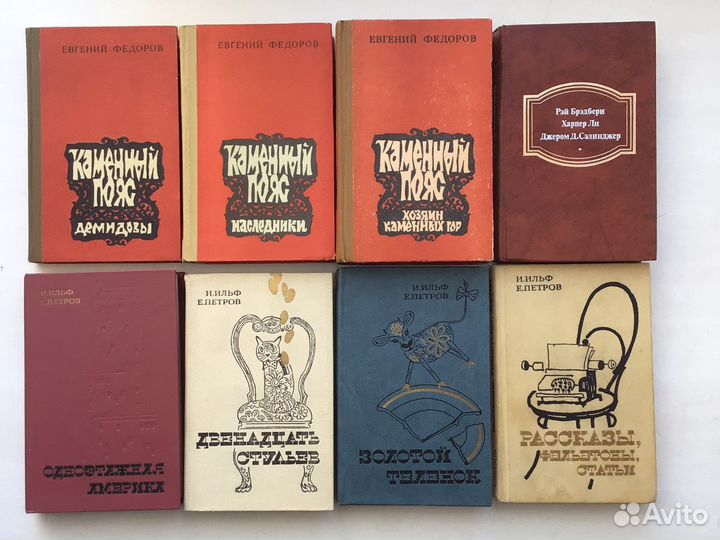 ЕВГЕНИЙ ФЕДОРОВ
КАМЕННЫЙ
ПОЯС
ДЕМИДОВЫ
ЕВГЕНИЙ ФЕДОРОВ
КАМЕННЫЙ
ПОЯС
НАСЛЕДНИКИ
ЕВГЕНИЙ ФЕДОРОВ
КАМЕННЫЙ
ПОЯС
ХОЗЯИН
КАМЕННЫХ ГОР
Рэй Брэдбери
Харпер Ли
Джером Д. Сэлинджер
И. ИЛЬФ
Е. ПЕТРОВ
ОДНОЭТАЖНАЯ
АМЕРИКА
И. ИЛЬФ
Е. ПЕТРОВ
ДВЕНАДЦАТЬ
СТУЛЬЕВ
И. ИЛЬФ
Е. ПЕТРОВ
ЗОЛОТОЙ
ТЕЛЕНОК
И. ИЛЬФ
Е. ПЕТРОВ
РАССКАЗЫ,
ФЕЛЬЕТОНЫ,
СТАТЬИ
Avito